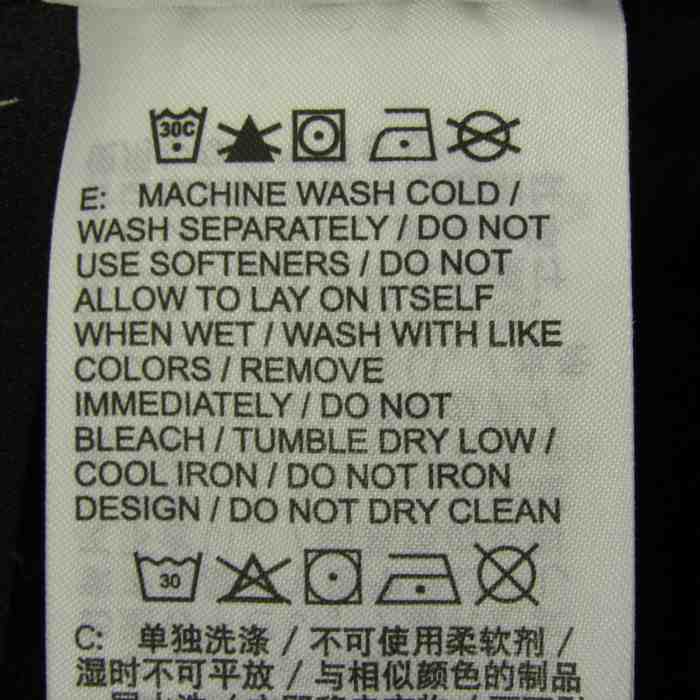 30C
E: MACHINE WASH COLD /
WASH SEPARATELY / DO NOT
USE SOFTENERS / DO NOT
ALLOW TO LAY ON ITSELF
WHEN WET / WASH WITH LIKE
COLORS / REMOVE
IMMEDIATELY / DO NOT
BLEACH / TUMBLE DRY LOW /
COOL IRON / DO NOT IRON
DESIGN / DO NOT DRY CLEAN
30
C: 单独洗涤 / 不可使用柔软剂 /
湿时不可平放 / 与相似颜色的制品